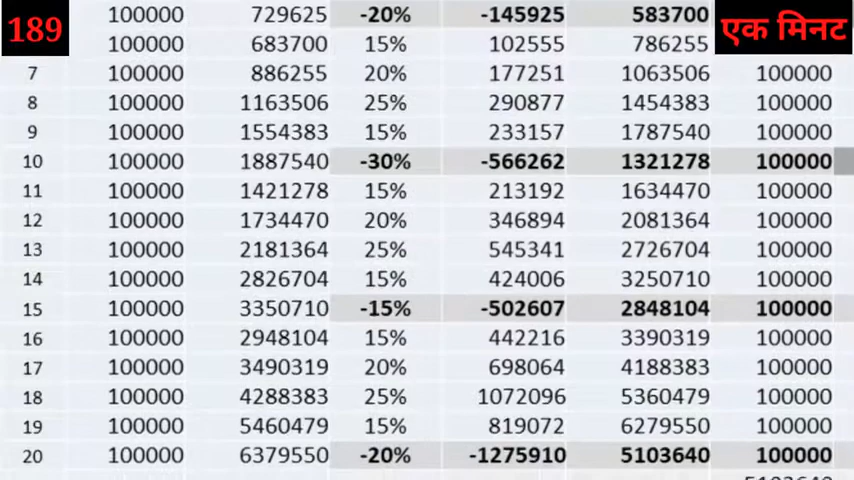 189 100000 729625 -20% -145925 583700 एक मिनट
100000 683700 15% 102555 786255
7 100000 886255 20% 177251 1063506 100000
8 100000 1163506 25% 290877 1454383 100000
9 100000 1554383 15% 233157 1787540 100000
10 100000 1887540 -30% -566262 1321278 100000
11 100000 1421278 15% 213192 1634470 100000
12 100000 1734470 20% 346894 2081364 100000
13 100000 2181364 25% 545341 2726704 100000
14 100000 2826704 15% 424006 3250710 100000
15 100000 3350710 -15% -502607 2848104 100000
16 100000 2948104 15% 442216 3390319 100000
17 100000 3490319 20% 698064 4188383 100000
18 100000 4288383 25% 1072096 5360479 100000
19 100000 5460479 15% 819072 6279550 100000
20 100000 6379550 -20% -1275910 5103640 100000